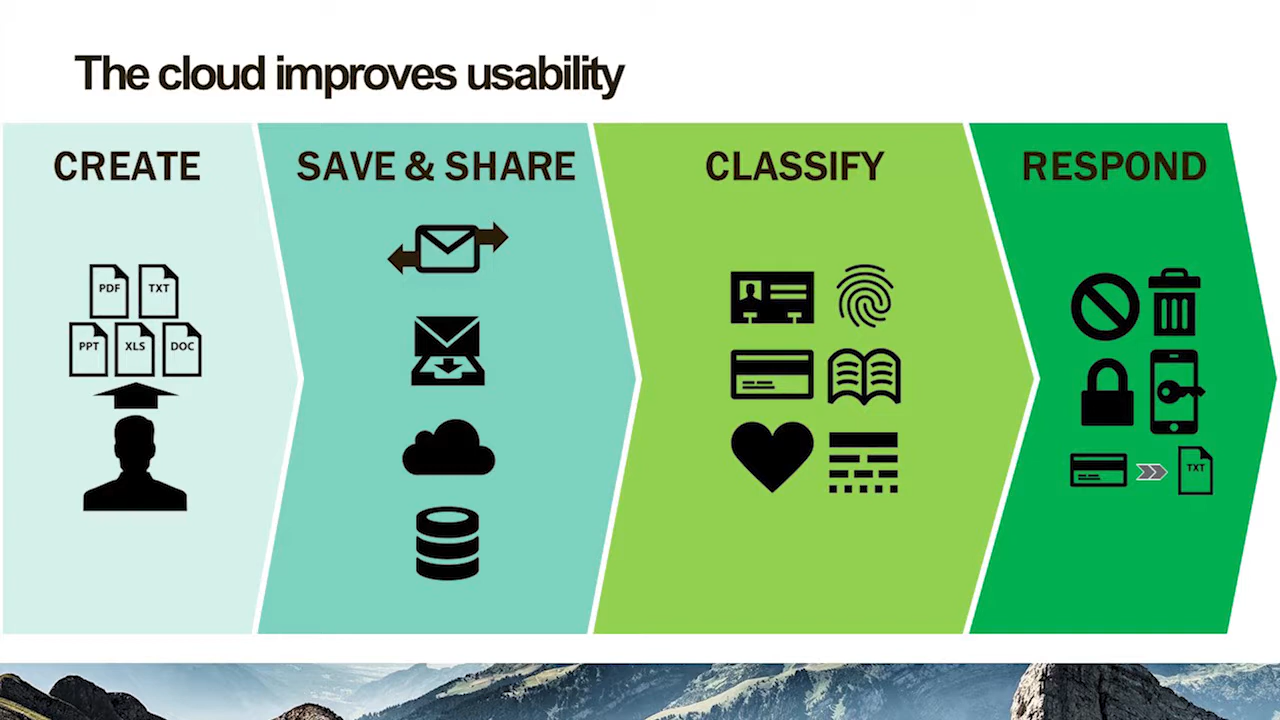 The cloud improves usability
CREATE
SAVE & SHARE
CLASSIFY
RESPOND
PDF
TXT
PPT
XLS
DOC
TXT